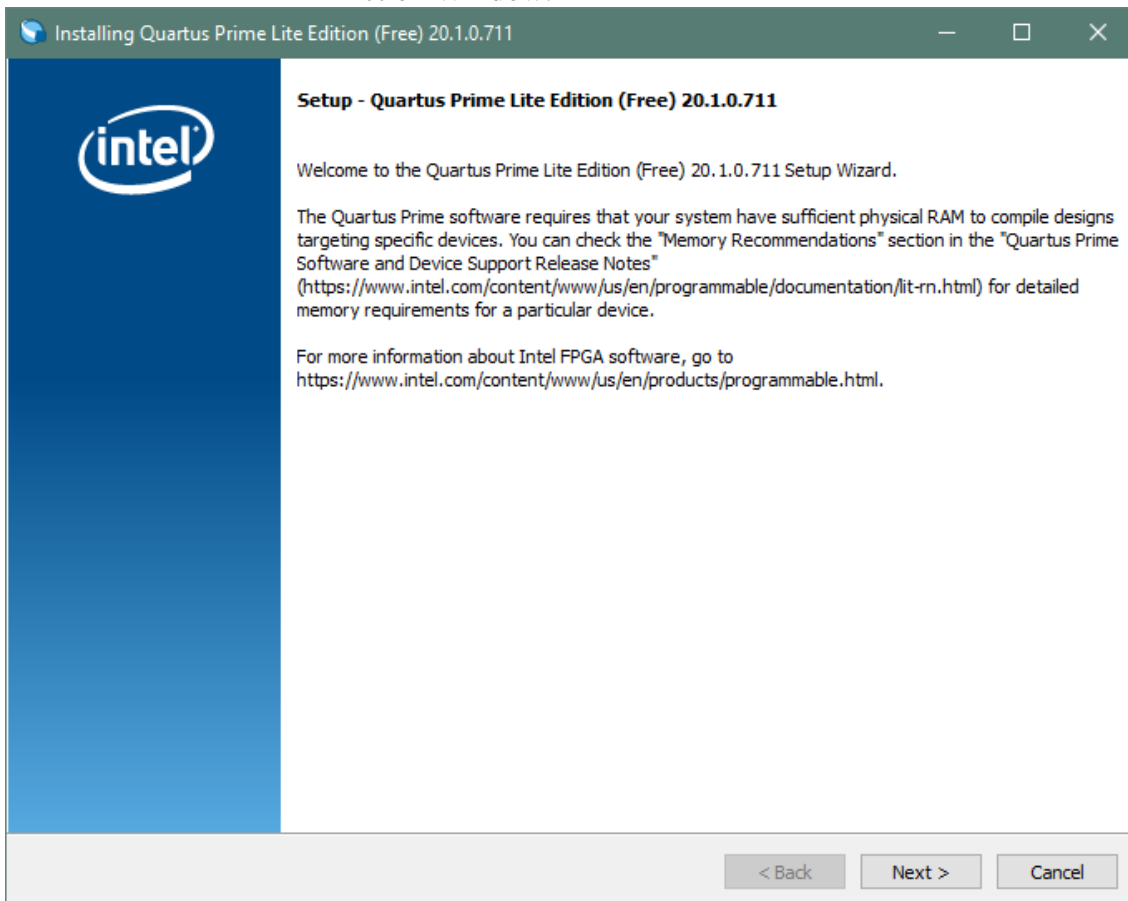 Installing Quartus Prime Lite Edition (Free) 20.1.0.711
intel
Setup - Quartus Prime Lite Edition (Free) 20.1.0.711
Welcome to the Quartus Prime Lite Edition (Free) 20.1.0.711 Setup Wizard.
The Quartus Prime software requires that your system have sufficient physical RAM to compile designs
targeting specific devices. You can check the "Memory Recommendations" section in the "Quartus Prime
Software and Device Support Release Notes"
(https://www.intel.com/content/www/us/en/programmable/documentation/lit-rn.html) for detailed
memory requirements for a particular device.
For more information about Intel FPGA software, go to
https://www.intel.com/content/www/us/en/products/programmable.html.
< Back
Next >
Cancel